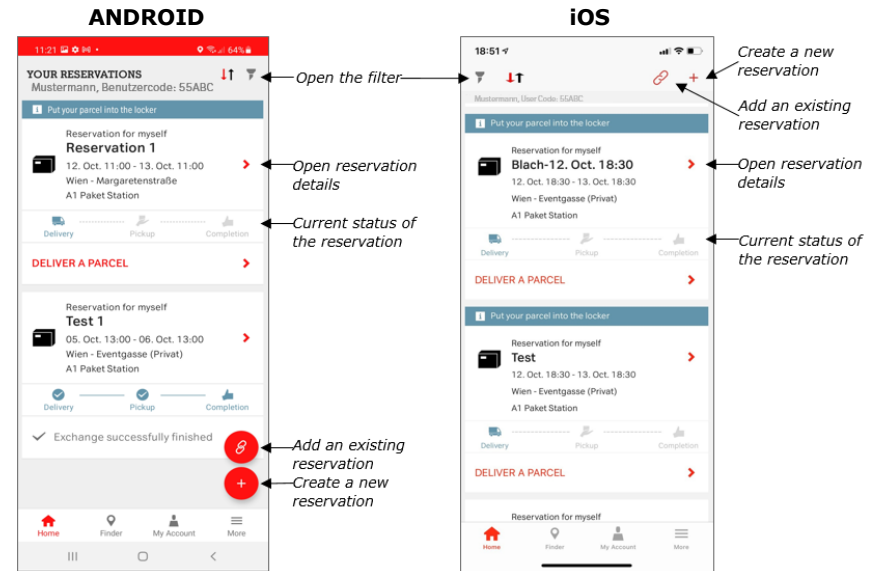 ANDROID
11:21
64%
YOUR RESERVATIONS
Mustermann, Benutzercode: 55ABC
i Put your parcel into the locker
Reservation for myself
Reservation 1
12. Oct. 11:00 - 13. Oct. 11:00
Wien - Margaretenstraße
A1 Paket Station
Delivery
Pickup
Completion
DELIVER A PARCEL
Reservation for myself
Test 1
05. Oct. 13:00 - 06. Oct. 13:00
Wien - Eventgasse (Privat)
A1 Paket Station
Delivery
Pickup
Completion
Exchange successfully finished
Home
Finder
My Account
More
Open the filter
Open reservation
details
Current status of
the reservation
Add an existing
reservation
Create a new
reservation
iOS
18:51
Mustermann, User Code: 55ABC
i Put your parcel into the locker
Reservation for myself
Blach-12. Oct. 18:30
12. Oct. 18:30 - 13. Oct. 18:30
Wien - Eventgasse (Privat)
A1 Paket Station
Delivery
Pickup
Completion
DELIVER A PARCEL
i Put your parcel into the locker
Reservation for myself
Test
12. Oct. 18:30 - 13. Oct. 18:30
Wien - Eventgasse (Privat)
A1 Paket Station
Delivery
Pickup
Completion
DELIVER A PARCEL
Reservation for myself
Home
Finder
My Account
More
Create a new
reservation
Add an existing
reservation
Open reservation
details
Current status of
the reservation